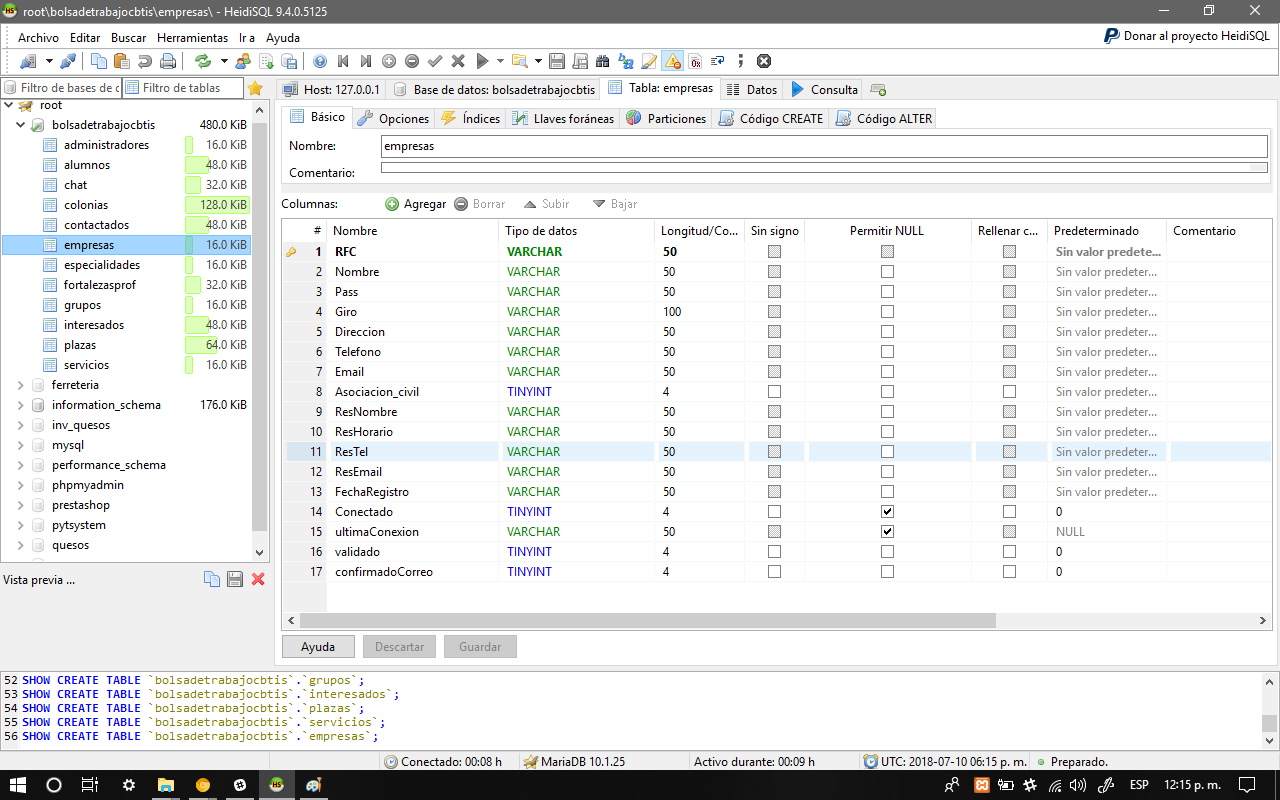 root\bolsadetrabajocbtis\empresas\ - HeidiSQL 9.4.0.5125
Archivo Editar Buscar Herramientas Ir a Ayuda
Donar al proyecto HeidiSQL
Filtro de bases de c Filtro de tablas
Host: 127.0.0.1 Base de datos: bolsadetrabajocbtis Tabla: empresas Datos Consulta
root
bolsadetrabajocbtis 480.0 KiB
administradores 16.0 KiB
alumnos 48.0 KiB
chat 32.0 KiB
colonias 128.0 KiB
contactados 48.0 KiB
empresas 16.0 KiB
especialidades 16.0 KiB
fortalezasprof 32.0 KiB
grupos 16.0 KiB
interesados 48.0 KiB
plazas 64.0 KiB
servicios 16.0 KiB
ferreteria
information_schema 176.0 KiB
inv_quesos
mysql
performance_schema
phpmyadmin
prestashop
pytsystem
quesos
Vista previa ...
Básico Opciones Índices Llaves foráneas Particiones Código CREATE Código ALTER
Nombre: empresas
Comentario:
Columnas: Agregar Borrar Subir Bajar
# Nombre Tipo de datos Longitud/Co... Sin signo Permitir NULL Rellenar c... Predeterminado Comentario
1 RFC VARCHAR 50 Sin valor predete...
2 Nombre VARCHAR 50 Sin valor predeter...
3 Pass VARCHAR 50 Sin valor predeter...
4 Giro VARCHAR 100 Sin valor predeter...
5 Direccion VARCHAR 50 Sin valor predeter...
6 Telefono VARCHAR 50 Sin valor predeter...
7 Email VARCHAR 50 Sin valor predeter...
8 Asociacion_civil TINYINT 4 Sin valor predeter...
9 ResNombre VARCHAR 50 Sin valor predeter...
10 ResHorario VARCHAR 50 Sin valor predeter...
11 ResTel VARCHAR 50 Sin valor predeter...
12 ResEmail VARCHAR 50 Sin valor predeter...
13 FechaRegistro VARCHAR 50 Sin valor predeter...
14 Conectado TINYINT 4 0
15 ultimaConexion VARCHAR 50 NULL
16 validado TINYINT 4 0
17 confirmadoCorreo TINYINT 4 0
Ayuda Descartar Guardar
52 SHOW CREATE TABLE `bolsadetrabajocbtis`.`grupos`;
53 SHOW CREATE TABLE `bolsadetrabajocbtis`.`interesados`;
54 SHOW CREATE TABLE `bolsadetrabajocbtis`.`plazas`;
55 SHOW CREATE TABLE `bolsadetrabajocbtis`.`servicios`;
56 SHOW CREATE TABLE `bolsadetrabajocbtis`.`empresas`;
Conectado: 00:08 h MariaDB 10.1.25 Activo durante: 00:09 h UTC: 2018-07-10 06:15 p. m. Preparado.
ESP 12:15 p. m.